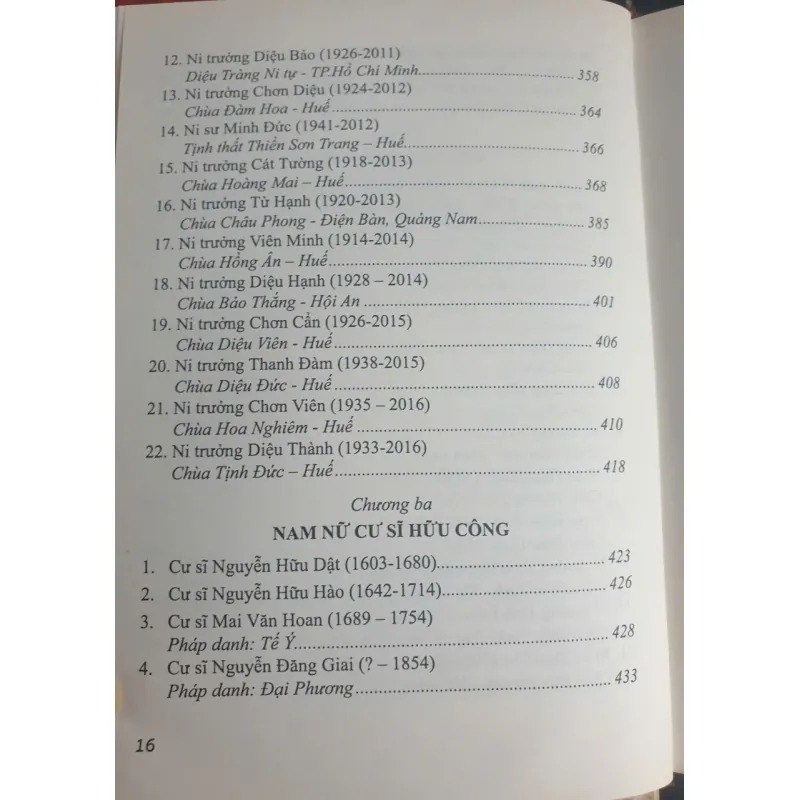 12. Ni trưởng Diệu Bảo (1926-2011)
Diệu Tràng Ni tự - TP.Hồ Chí Minh............................................ 358
13. Ni trưởng Chơn Diệu (1924-2012)
Chùa Đàm Hoa - Huế.................................................................. 364
14. Ni sư Minh Đức (1941-2012)
Tịnh thất Thiền Sơn Trang – Huế............................................... 366
15. Ni trưởng Cát Tường (1918-2013)
Chùa Hoàng Mai – Huế................................................................ 368
16. Ni trưởng Từ Hạnh (1920-2013)
Chùa Châu Phong - Điện Bàn, Quảng Nam............................ 385
17. Ni trưởng Viên Minh (1914-2014)
Chùa Hồng Ân – Huế.................................................................... 390
18. Ni trưởng Diệu Hạnh (1928 – 2014)
Chùa Bảo Thắng - Hội An ........................................................... 401
19. Ni trưởng Chơn Cẩn (1926-2015)
Chùa Diệu Viên - Huế................................................................... 406
20. Ni trưởng Thanh Đàm (1938-2015)
Chùa Diệu Đức - Huế ................................................................... 408
21. Ni trưởng Chơn Viên (1935 – 2016)
Chùa Hoa Nghiêm - Huế .............................................................. 410
22. Ni trưởng Diệu Thành (1933-2016)
Chùa Tịnh Đức – Huế.................................................................... 418
Chương ba
NAM NỮ CƯ SĨ HỮU CÔNG
1. Cư sĩ Nguyễn Hữu Dật (1603-1680)............................................ 423
2. Cư sĩ Nguyễn Hữu Hào (1642-1714)........................................... 426
3. Cư sĩ Mai Văn Hoan (1689 – 1754)
Pháp danh: Tế Ý............................................................................ 428
4. Cư sĩ Nguyễn Đăng Giai (? – 1854)
Pháp danh: Đại Phương ................................................................ 433
16